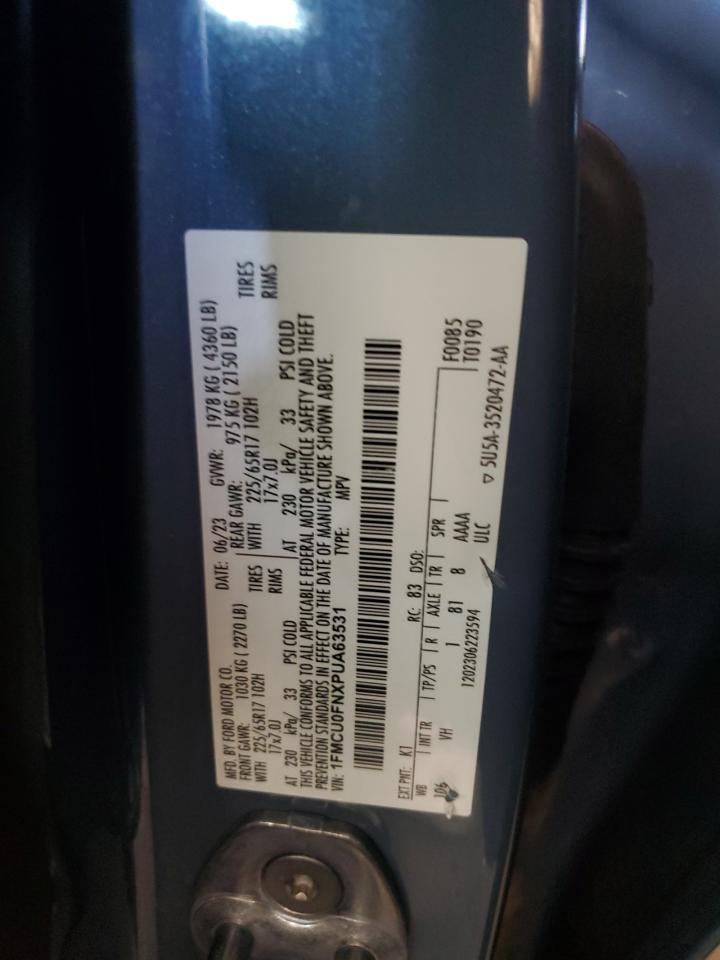 MFD. BY FORD MOTOR CO. DATE: 06/23 GVWR: 1978 KG ( 4360 LB)
FRONT GAWR: 1030 KG ( 2270 LB) REAR GAWR: 975 KG ( 2150 LB)
WITH 225/65R17 102H TIRES WITH 225/65R17 102H TIRES
17x7.0J RIMS 17x7.0J RIMS
AT 230 kPa/ 33 PSI COLD AT 230 kPa/ 33 PSI COLD
THIS VEHICLE CONFORMS TO ALL APPLICABLE FEDERAL MOTOR VEHICLE SAFETY AND THEFT
PREVENTION STANDARDS IN EFFECT ON THE DATE OF MANUFACTURE SHOWN ABOVE.
VIN: 1FMCU0FNXPUA63531 TYPE: MPV
EXT PNT: K1 RC: 83 DSO:
WB INT TR TP/PS R AXLE TR SPR F0085
106 VH 1 81 8 AAAA T0190
1202306223594 ULC
5U5A-3520472-AA